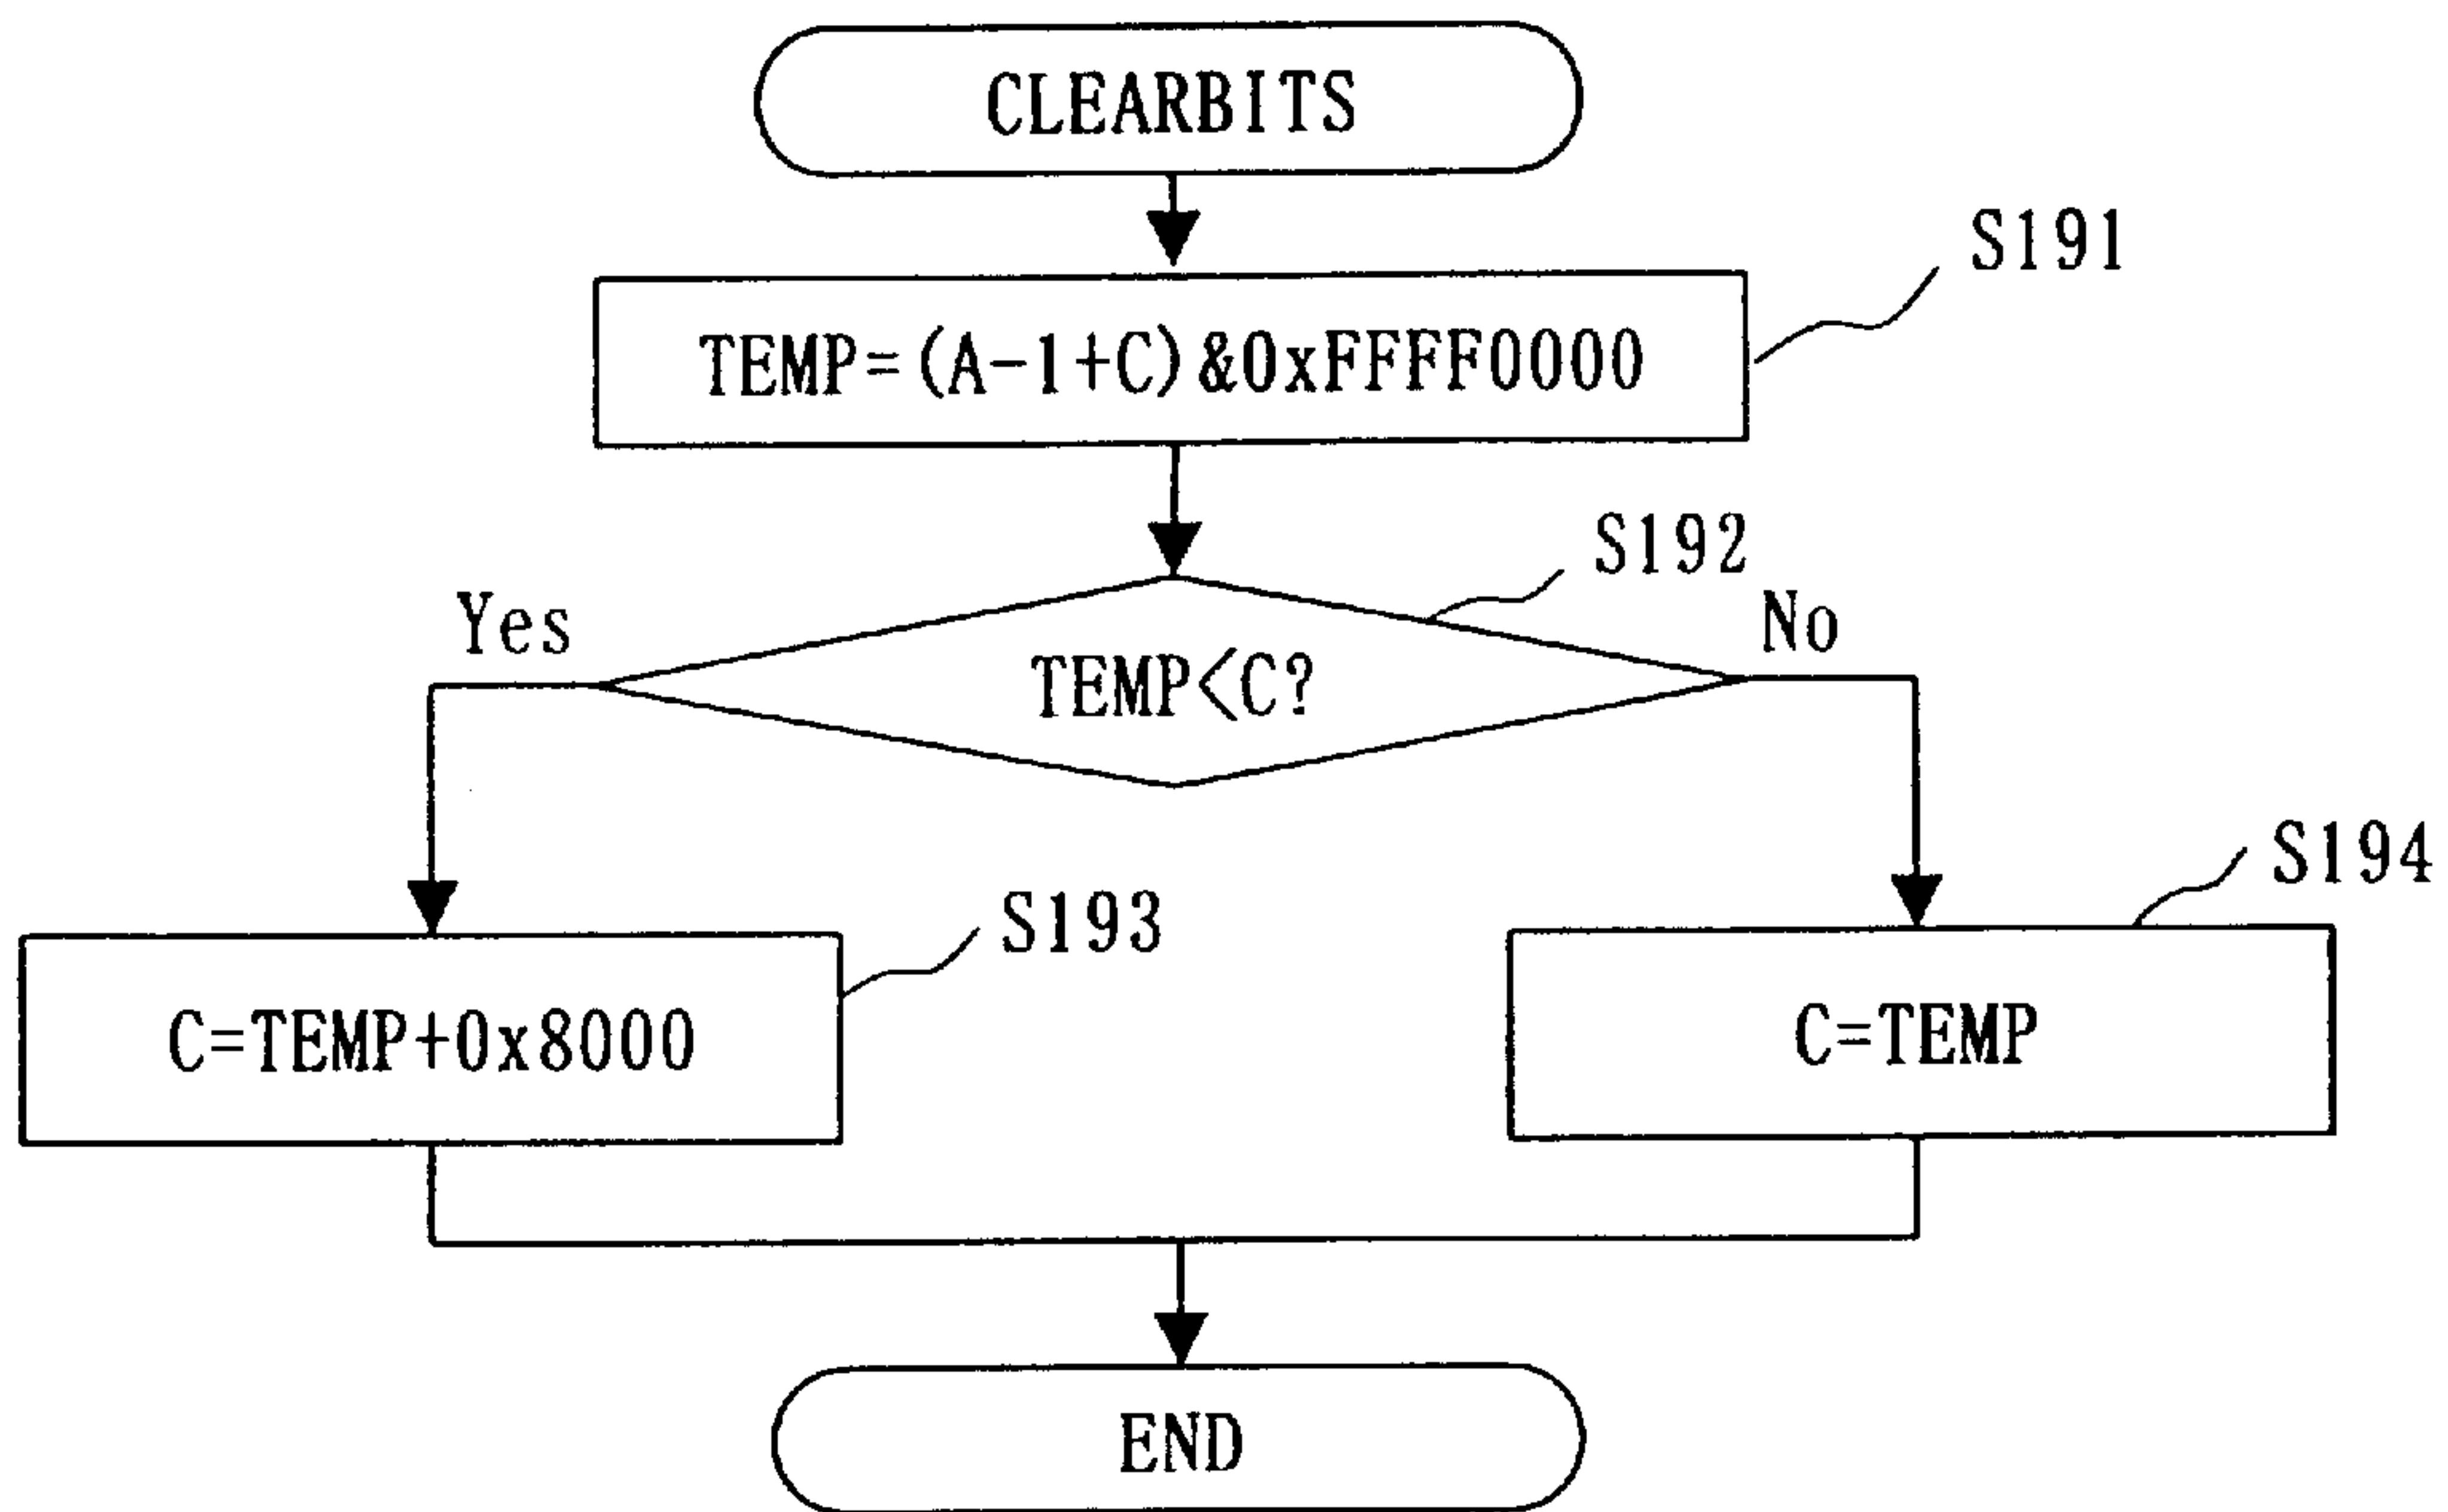 CLEARBITS
S191
TEMP=(A-1+C)&0xFFFF0000
S192
Yes
No
TEMP<C?
S194
S193
C=TEMP+0x8000
C=TEMP
END